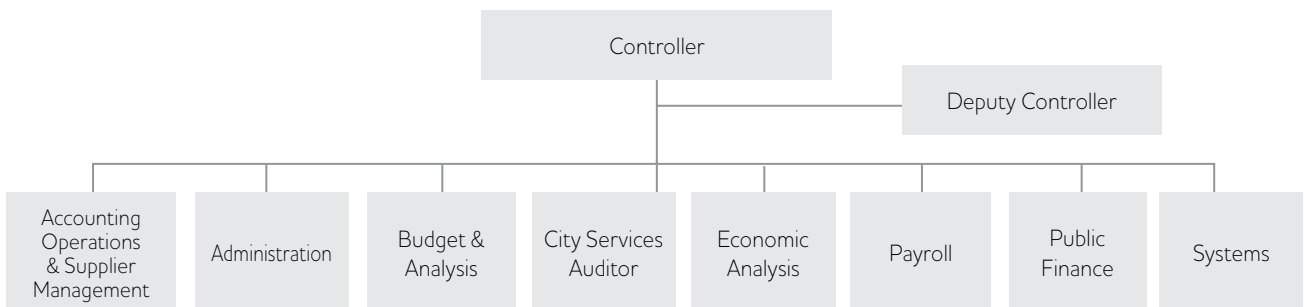 Controller
Deputy Controller
Accounting
Operations
& Supplier
Management
Administration
Budget &
Analysis
City Services
Auditor
Economic
Analysis
Payroll
Public
Finance
Systems